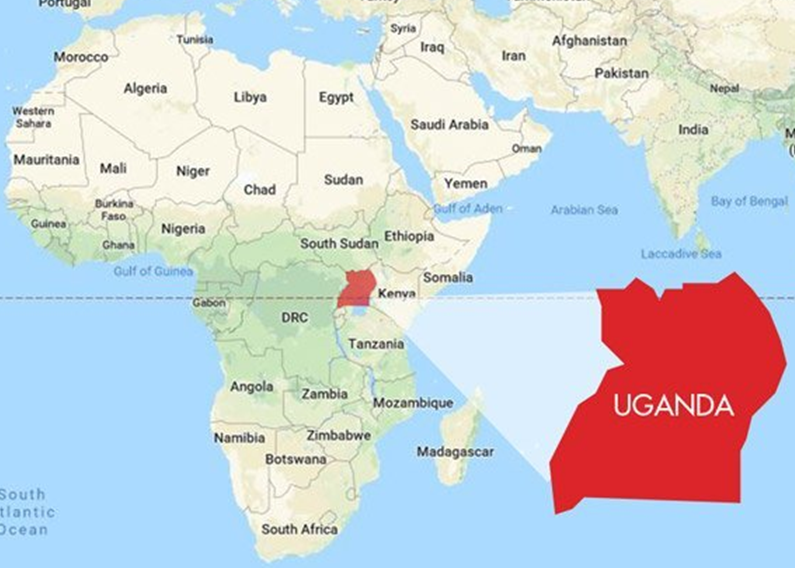 Portugal
Tunisia
Syria
Afghanistan
Morocco
Iraq
Iran
Pakistan
Algeria
Libya
Egypt
Nepal
Western
Sahara
Saudi Arabia
India
Mauritania
Mali
Niger
Oman
Chad
Sudan
Yemen
Burkina
Faso
Gulf of Aden
Arabian Sea
Bay of Bengal
Guinea
Nigeria
Ethiopia
Ghana
South Sudan
Laccadive Sea
Gulf of Guinea
Somalia
Kenya
Gabon
DRC
Tanzania
UGANDA
Angola
Zambia
Mozambique
Namibia
Zimbabwe
Madagascar
Botswana
South
tlantic
Ocean
South Africa